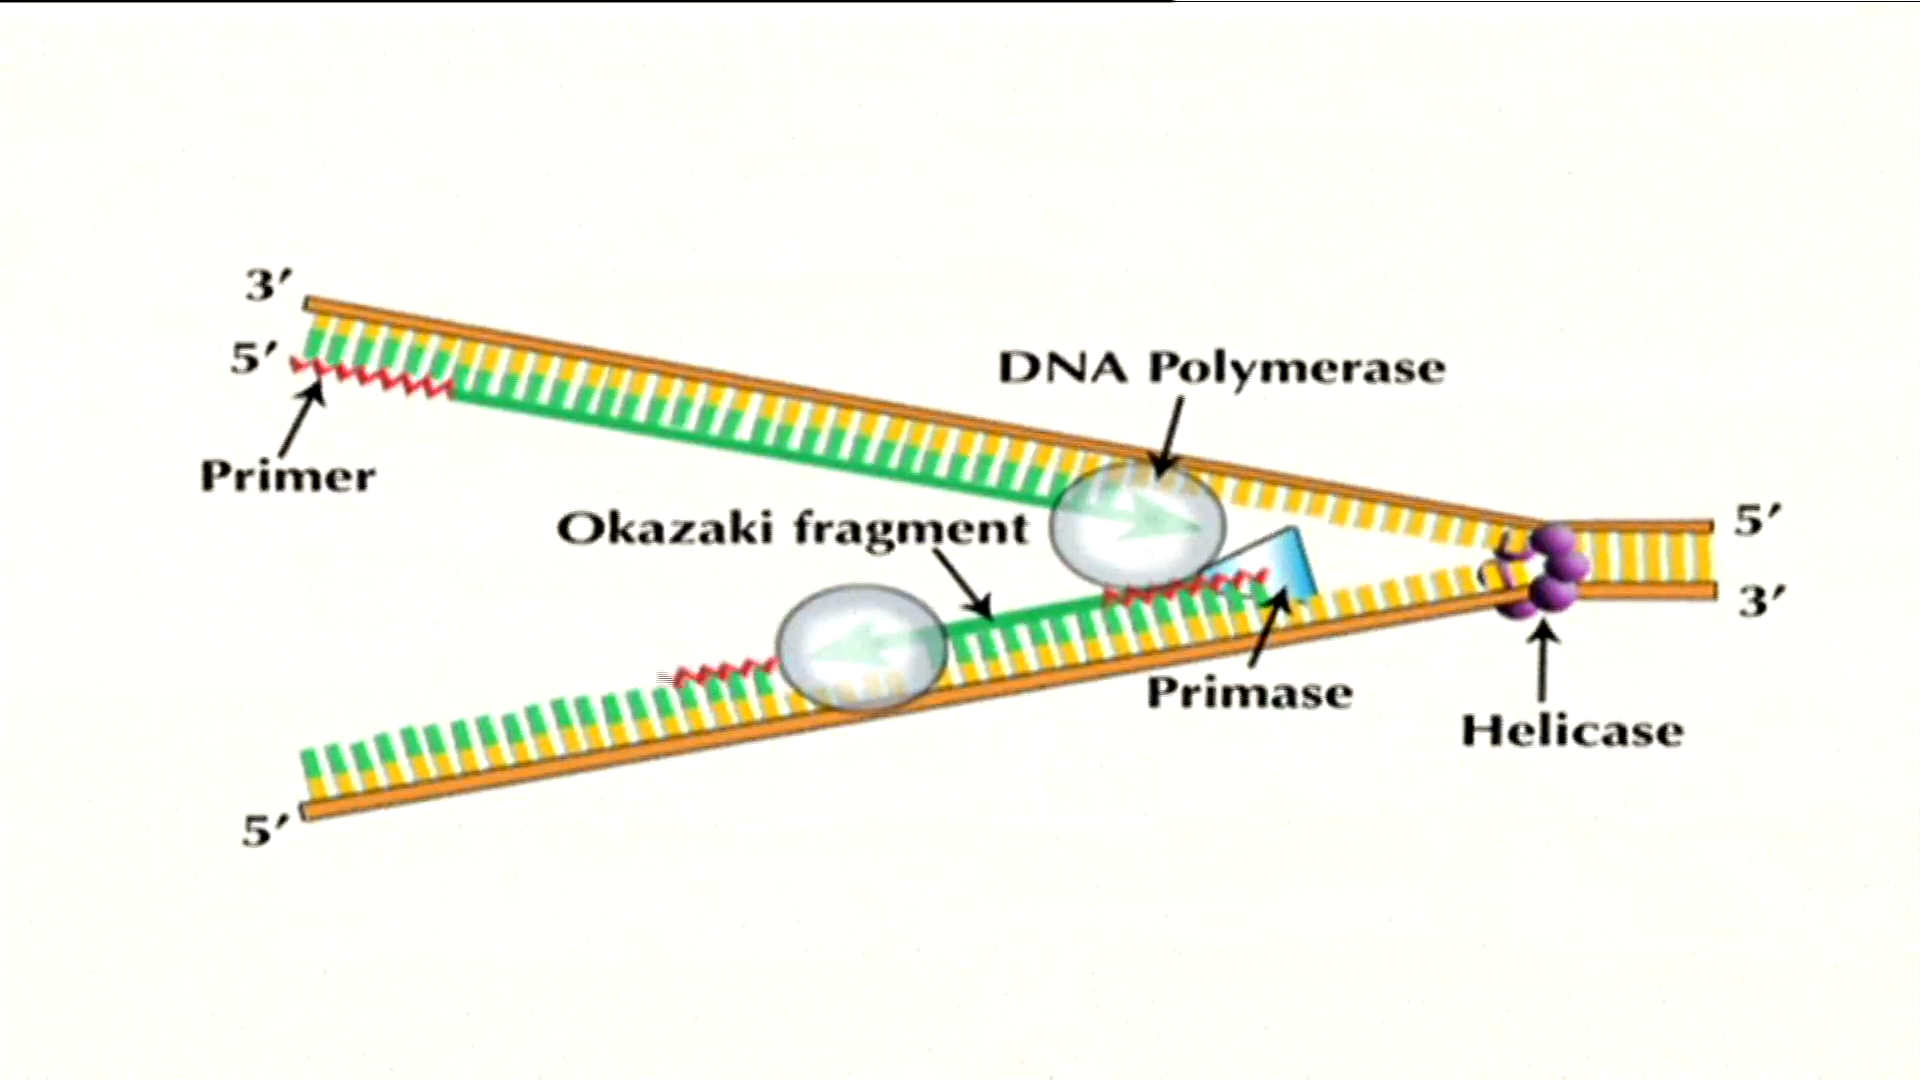 3′
5′
DNA Polymerase
Primer
Okazaki fragment
5′
3′
Primase
Helicase
5′